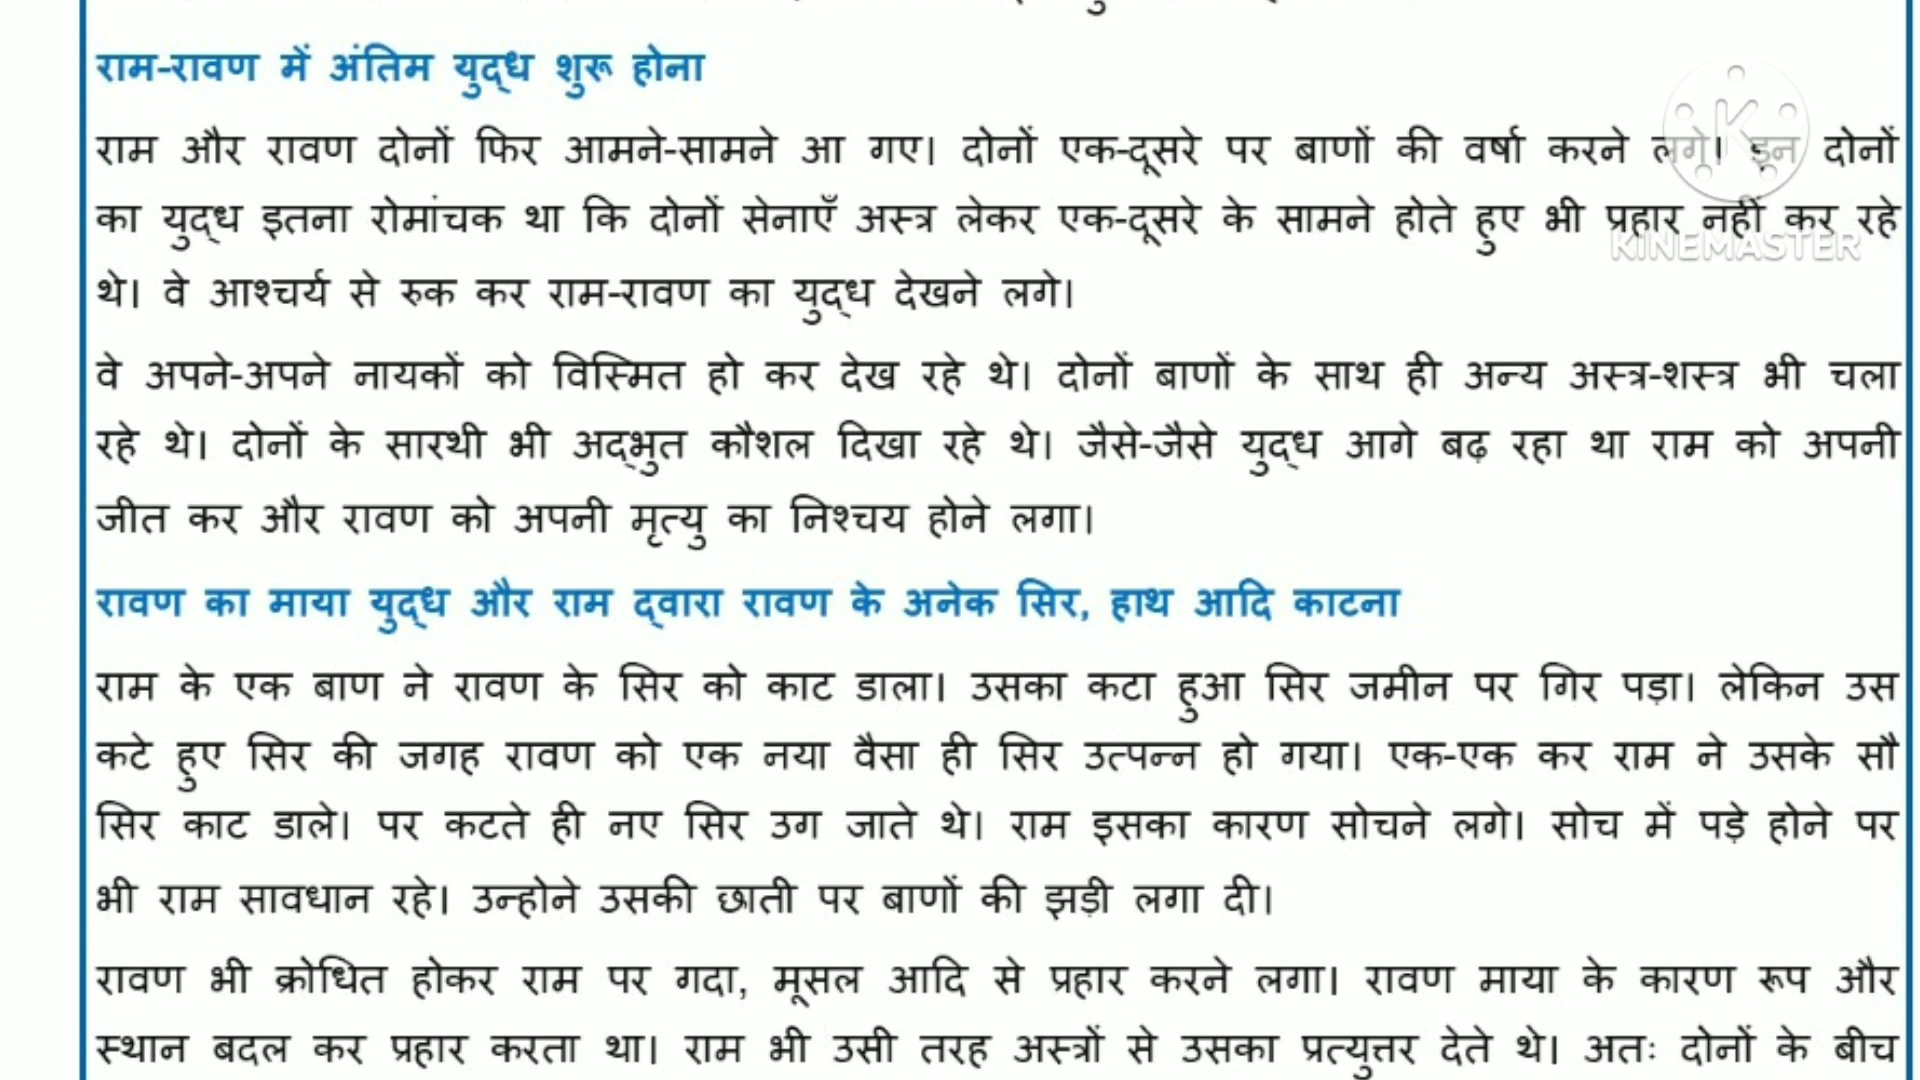 राम-रावण में अंतिम युद्ध शुरू होना
राम और रावण दोनों फिर आमने-सामने आ गए। दोनों एक-दूसरे पर बाणों की वर्षा करने लगे। इन दोनों
का युद्ध इतना रोमांचक था कि दोनों सेनाएँ अस्त्र लेकर एक-दूसरे के सामने होते हुए भी प्रहार नहीं कर रहे
KINEMASTER
थे। वे आश्चर्य से रुक कर राम-रावण का युद्ध देखने लगे।
वे अपने-अपने नायकों को विस्मित हो कर देख रहे थे। दोनों बाणों के साथ ही अन्य अस्त्र-शस्त्र भी चला
रहे थे। दोनों के सारथी भी अद्भुत कौशल दिखा रहे थे। जैसे-जैसे युद्ध आगे बढ़ रहा था राम को अपनी
जीत कर और रावण को अपनी मृत्यु का निश्चय होने लगा।
रावण का माया युद्ध और राम द्वारा रावण के अनेक सिर, हाथ आदि काटना
राम के एक बाण ने रावण के सिर को काट डाला। उसका कटा हुआ सिर जमीन पर गिर पड़ा। लेकिन उस
कटे हुए सिर की जगह रावण को एक नया वैसा ही सिर उत्पन्न हो गया। एक-एक कर राम ने उसके सौ
सिर काट डाले। पर कटते ही नए सिर उग जाते थे। राम इसका कारण सोचने लगे। सोच में पड़े होने पर
भी राम सावधान रहे। उन्होने उसकी छाती पर बाणों की झड़ी लगा दी।
रावण भी क्रोधित होकर राम पर गदा, मूसल आदि से प्रहार करने लगा। रावण माया के कारण रूप और
स्थान बदल कर प्रहार करता था। राम भी उसी तरह अस्त्रों से उसका प्रत्युत्तर देते थे। अतः दोनों के बीच